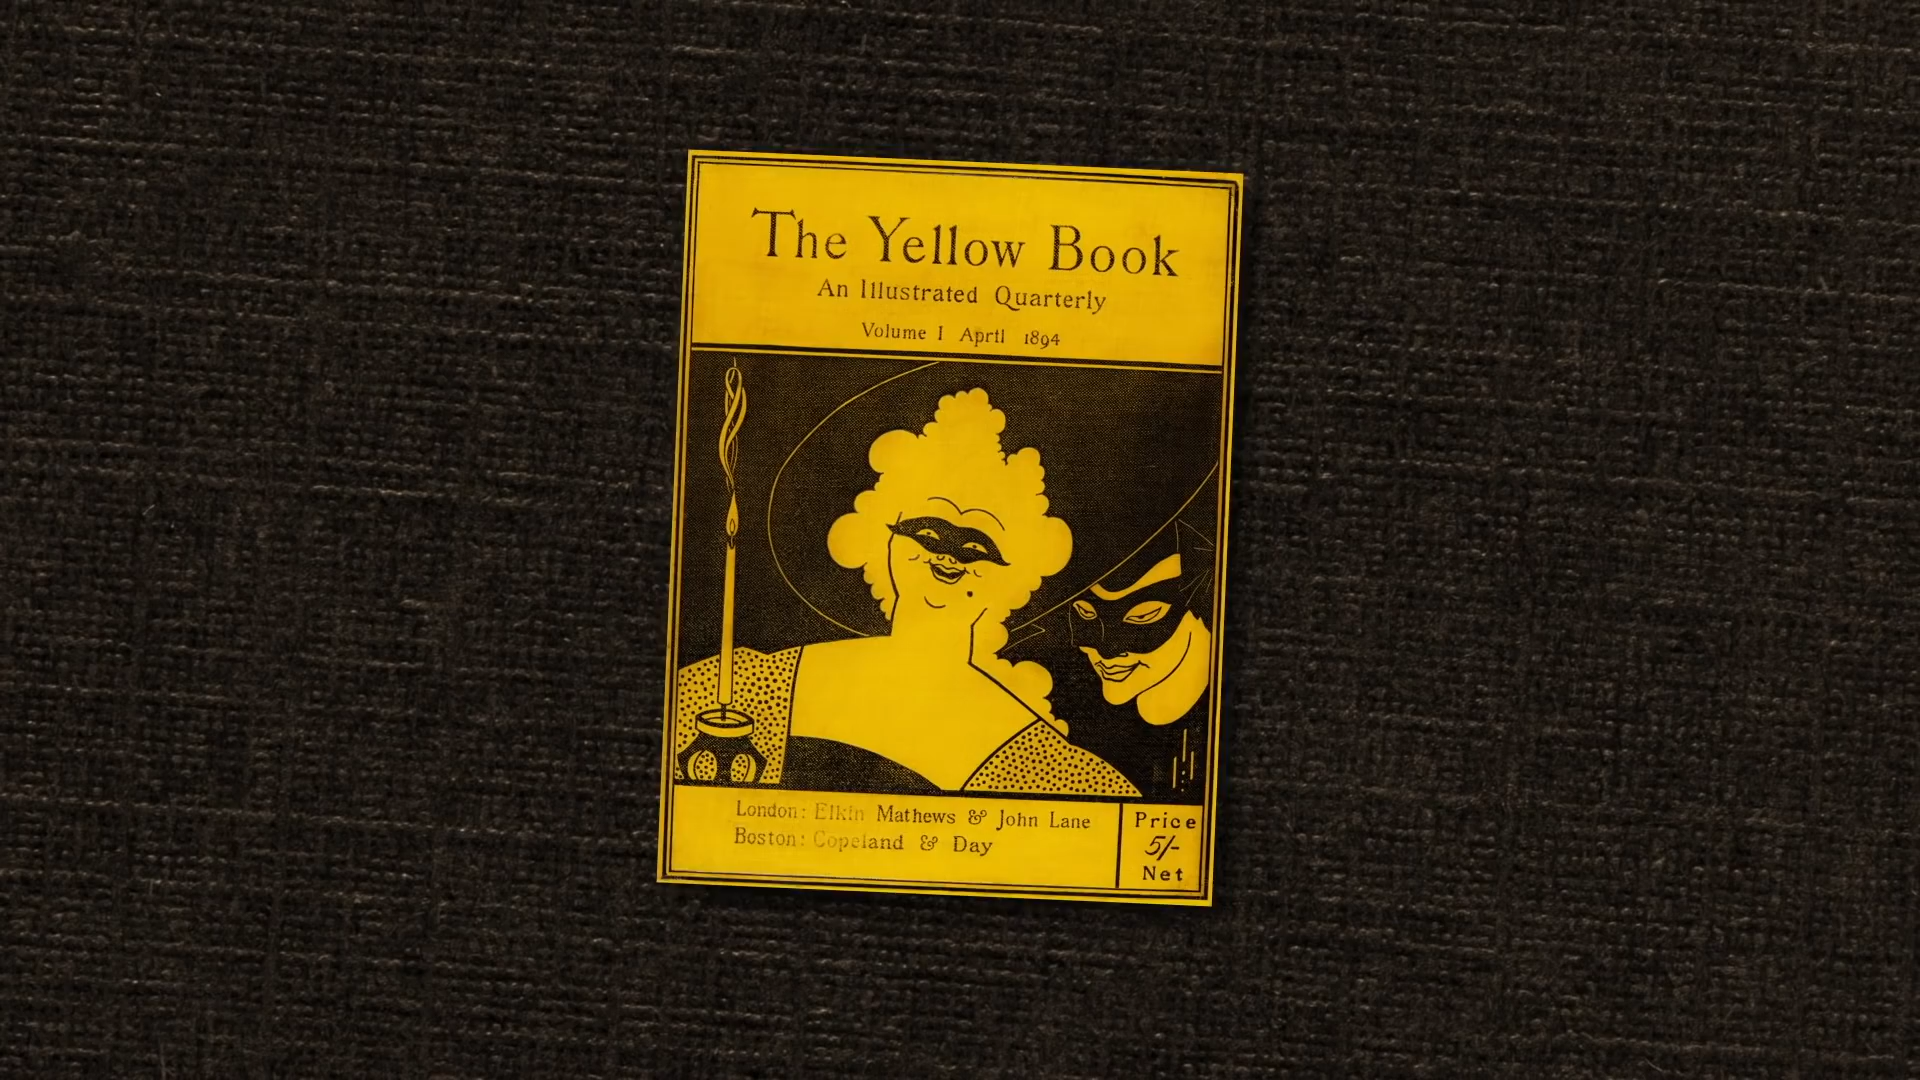 The Yellow Book
An Illustrated Quarterly
Volume I April 1894
London: Elkin Mathews & John Lane
Boston: Copeland & Day
Price
5/-
Net